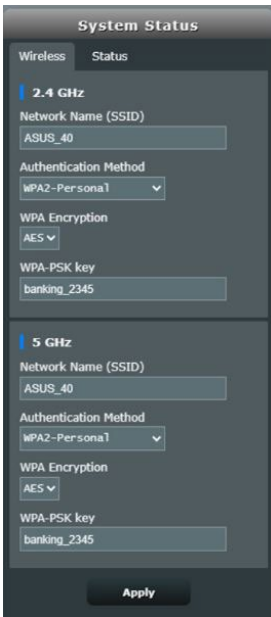 System Status
Wireless Status
2.4 GHz
Network Name (SSID)
ASUS_40
Authentication Method
WPA2-Personal
WPA Encryption
AES
WPA-PSK key
banking_2345
5 GHz
Network Name (SSID)
ASUS_40
Authentication Method
WPA2-Personal
WPA Encryption
AES
WPA-PSK key
banking_2345
Apply